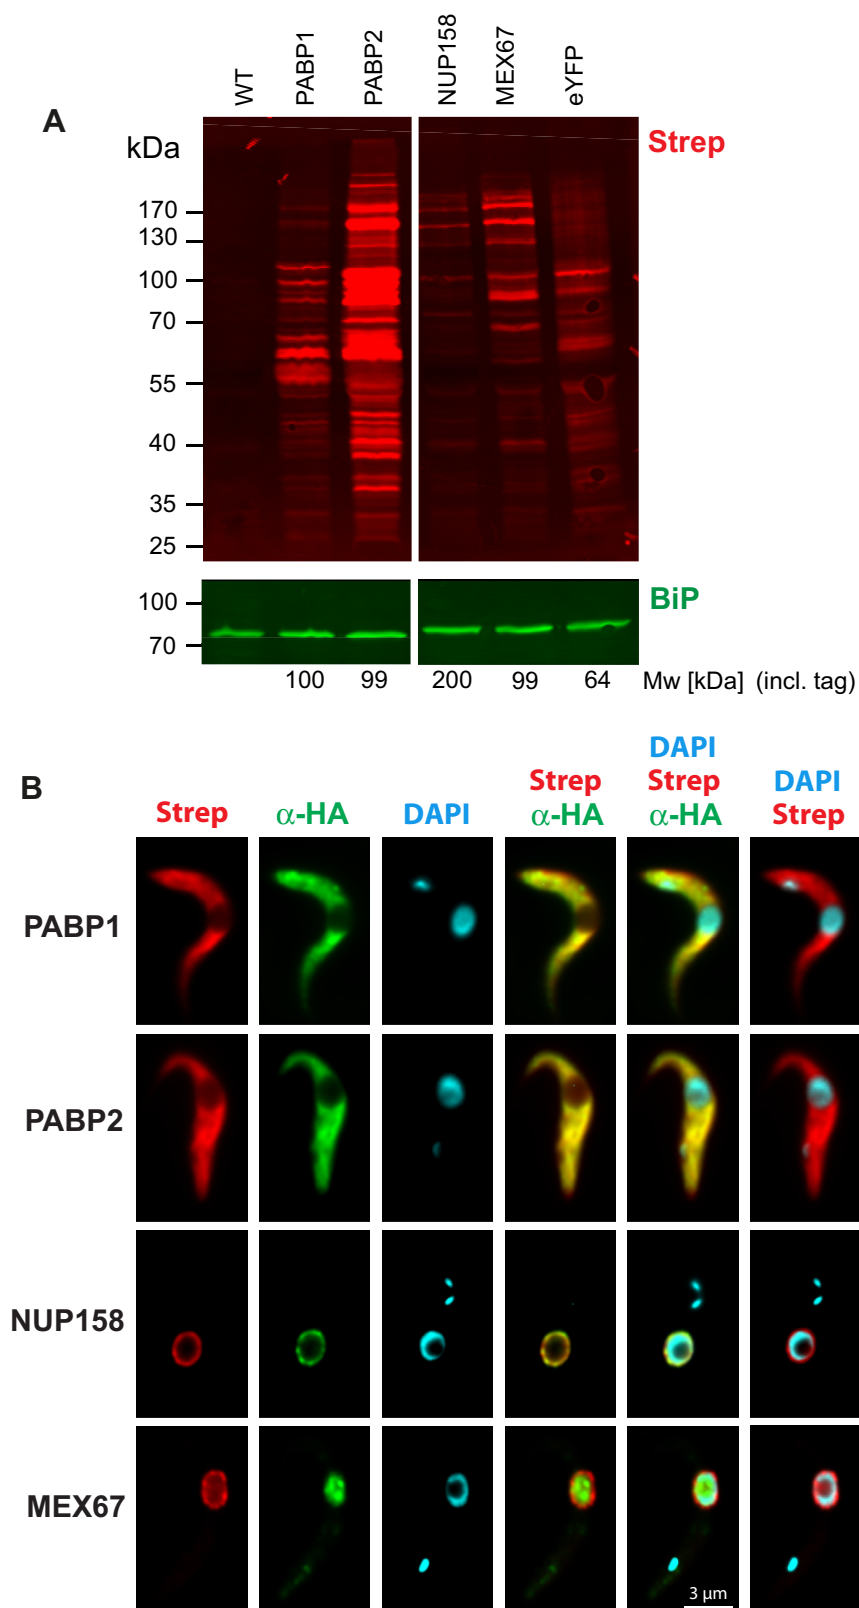 A
WT
PABP1
PABP2
NUP158
MEX67
eYFP
kDa
Strep
170
130
100
70
55
40
35
25
100
70
BiP
100 99 200 99 64 Mw [kDa] (incl. tag)
B
Strep
α-HA
DAPI
Strep
α-HA
DAPI
Strep
α-HA
DAPI
Strep
PABP1
PABP2
NUP158
MEX67
3 µm